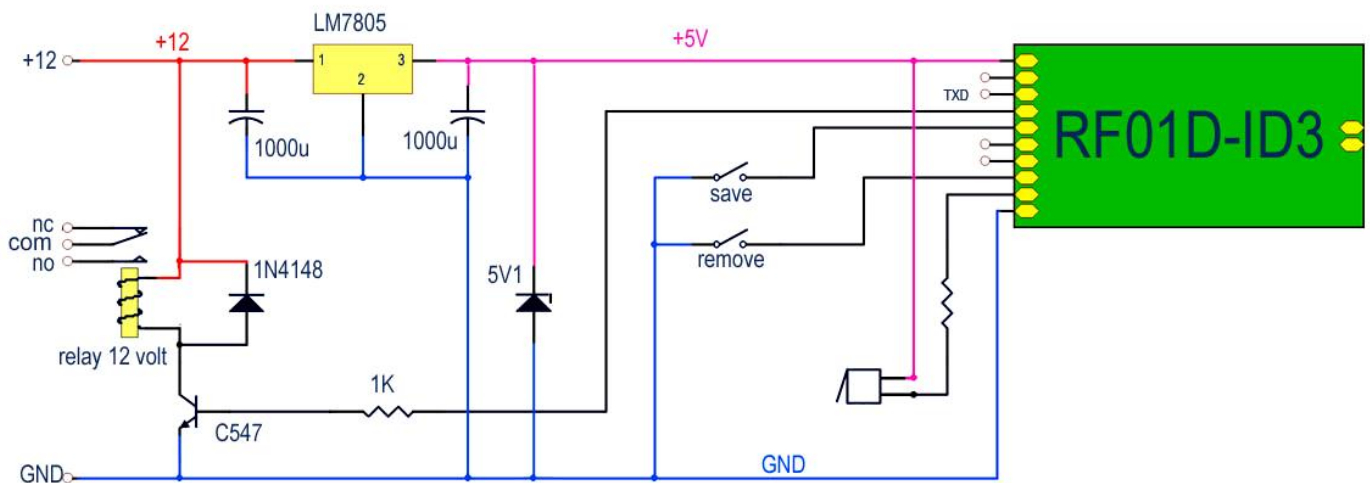 LM7805
+12
+5V
+12
1
3
2
TXD
RF01D-ID3
1000u
1000u
save
nc
com
no
remove
1N4148
5V1
relay 12 volt
1K
C547
GND
GND